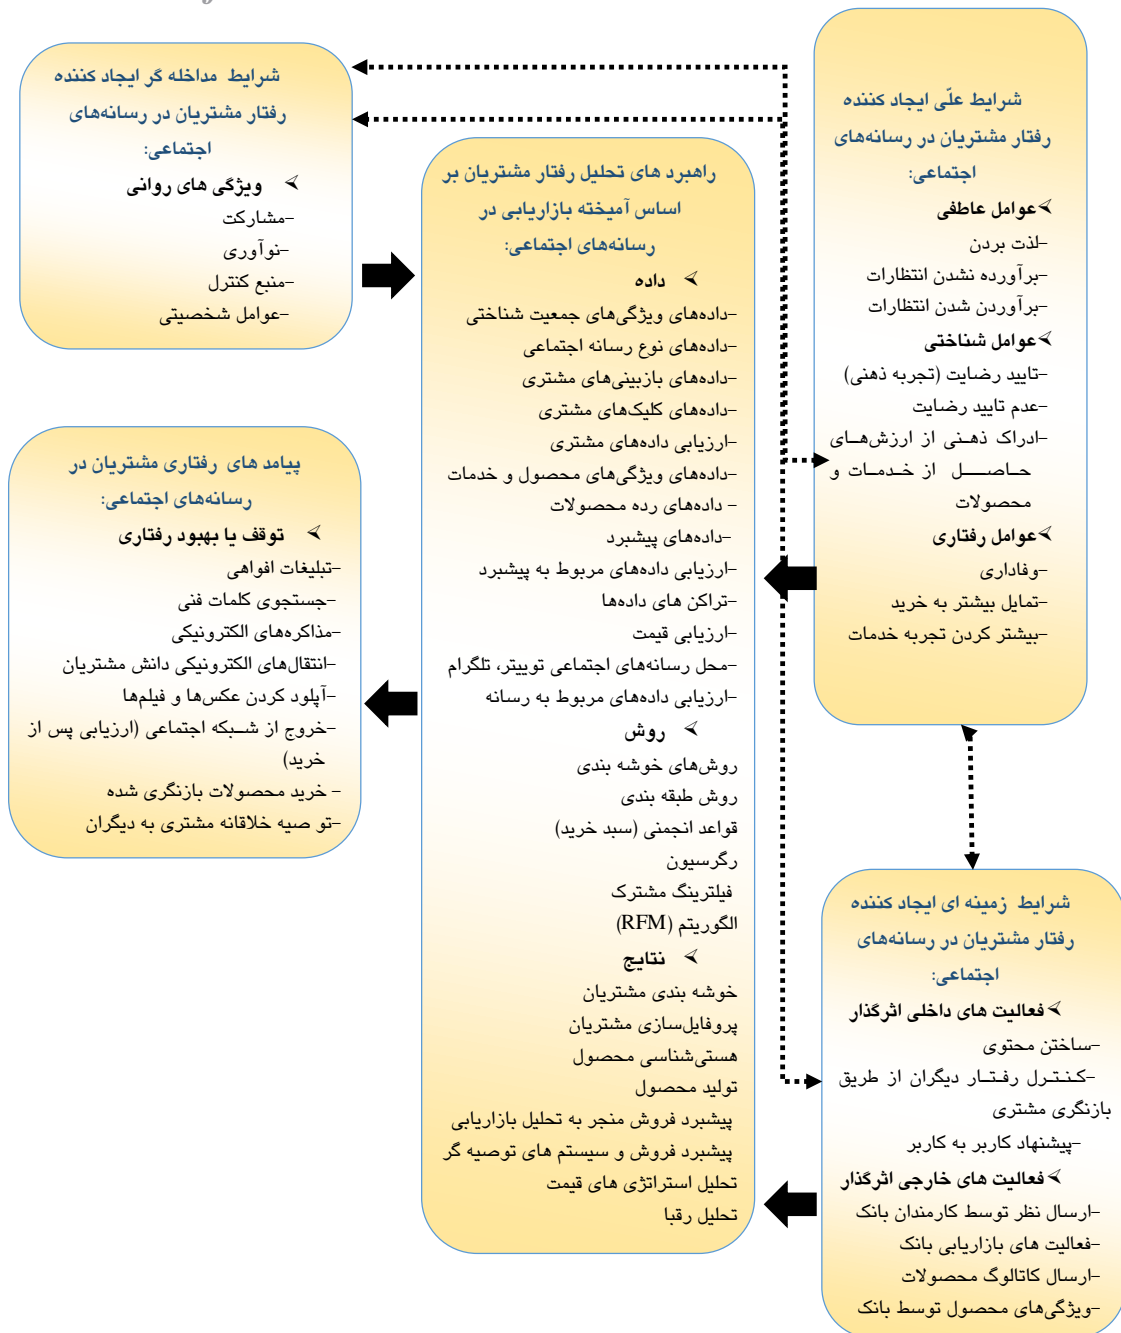 شرایط علّی ایجاد کننده
رفتار مشتریان در رسانه‌های
اجتماعی:
عوامل عاطفی
-لذت بردن
-برآورده نشدن انتظارات
-برآوردن شدن انتظارات
عوامل شناختی
-تایید رضایت (تجربه ذهنی)
-عدم تایید رضایت
-ادراک ذهنی از ارزش‌های
حاصل از خدمات و
محصولات
عوامل رفتاری
-وفاداری
-تمایل بیشتر به خرید
-بیشتر کردن تجربه خدمات
شرایط زمینه ای ایجاد کننده
رفتار مشتریان در رسانه‌های
اجتماعی:
فعالیت های داخلی اثرگذار
-ساختن محتوی
-کنترل رفتار دیگران از طریق
بازنگری مشتری
-پیشنهاد کاربر به کاربر
فعالیت های خارجی اثرگذار
-ارسال نظر توسط کارمندان بانک
-فعالیت های بازاریابی بانک
-ارسال کاتالوگ محصولات
-ویژگی‌های محصول توسط بانک
راهبرد های تحلیل رفتار مشتریان بر
اساس آمیخته بازاریابی در
رسانه‌های اجتماعی:
داده
-داده‌های ویژگی‌های جمعیت شناختی
-داده‌های نوع رسانه اجتماعی
-داده‌های بازبینی‌های مشتری
-داده‌های کلیک‌های مشتری
-ارزیابی داده‌های مشتری
-داده‌های ویژگی‌های محصول و خدمات
- داده‌های رده محصولات
-داده‌های پیشبرد
-ارزیابی داده‌های مربوط به پیشبرد
-تراکن های داده‌ها
-ارزیابی قیمت
-محل رسانه‌های اجتماعی توییتر، تلگرام
-ارزیابی داده‌های مربوط به رسانه
روش
روش‌های خوشه بندی
روش طبقه بندی
قواعد انجمنی (سبد خرید)
رگرسیون
فیلترینگ مشترک
الگوریتم (RFM)
نتایج
خوشه بندی مشتریان
پروفایل‌سازی مشتریان
هستی‌شناسی محصول
تولید محصول
پیشبرد فروش منجر به تحلیل بازاریابی
پیشبرد فروش و سیستم های توصیه گر
تحلیل استراتژی های قیمت
تحلیل رقبا
شرایط مداخله گر ایجاد کننده
رفتار مشتریان در رسانه‌های
اجتماعی:
ویژگی های روانی
-مشارکت
-نوآوری
-منبع کنترل
-عوامل شخصیتی
پیامد های رفتاری مشتریان در
رسانه‌های اجتماعی:
توقف یا بهبود رفتاری
-تبلیغات افواهی
-جستجوی کلمات فنی
-مذاکره‌های الکترونیکی
-انتقال‌های الکترونیکی دانش مشتریان
-آپلود کردن عکس‌ها و فیلم‌ها
-خروج از شبکه اجتماعی (ارزیابی پس از
خرید)
- خرید محصولات بازنگری شده
-تو صیه خلاقانه مشتری به دیگران